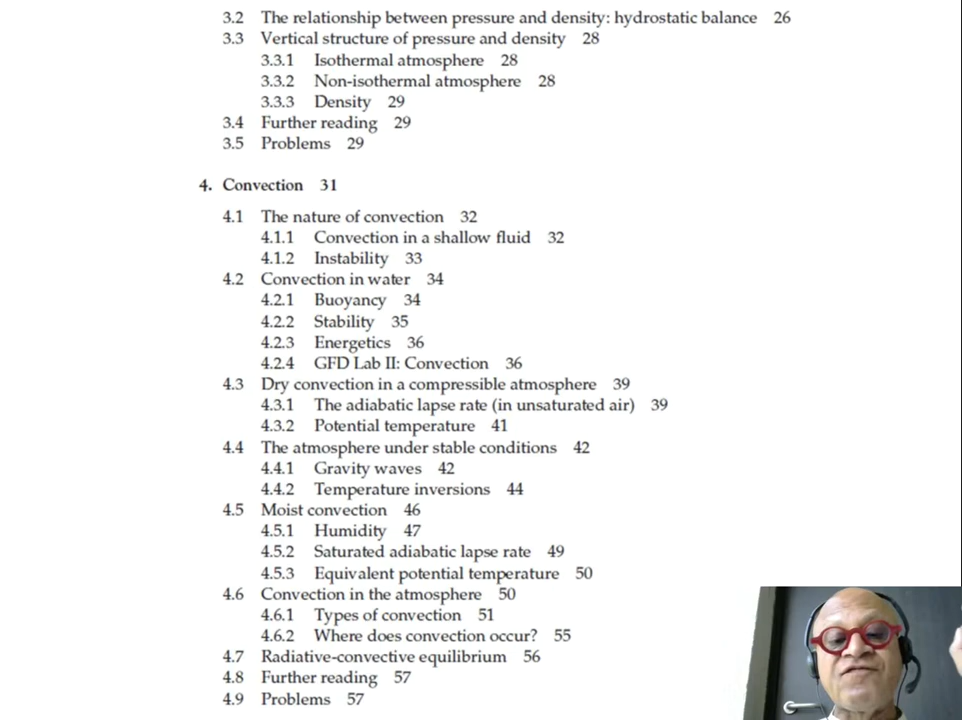 3.2 The relationship between pressure and density: hydrostatic balance 26
3.3 Vertical structure of pressure and density 28
3.3.1 Isothermal atmosphere 28
3.3.2 Non-isothermal atmosphere 28
3.3.3 Density 29
3.4 Further reading 29
3.5 Problems 29
4. Convection 31
4.1 The nature of convection 32
4.1.1 Convection in a shallow fluid 32
4.1.2 Instability 33
4.2 Convection in water 34
4.2.1 Buoyancy 34
4.2.2 Stability 35
4.2.3 Energetics 36
4.2.4 GFD Lab II: Convection 36
4.3 Dry convection in a compressible atmosphere 39
4.3.1 The adiabatic lapse rate (in unsaturated air) 39
4.3.2 Potential temperature 41
4.4 The atmosphere under stable conditions 42
4.4.1 Gravity waves 42
4.4.2 Temperature inversions 44
4.5 Moist convection 46
4.5.1 Humidity 47
4.5.2 Saturated adiabatic lapse rate 49
4.5.3 Equivalent potential temperature 50
4.6 Convection in the atmosphere 50
4.6.1 Types of convection 51
4.6.2 Where does convection occur? 55
4.7 Radiative-convective equilibrium 56
4.8 Further reading 57
4.9 Problems 57